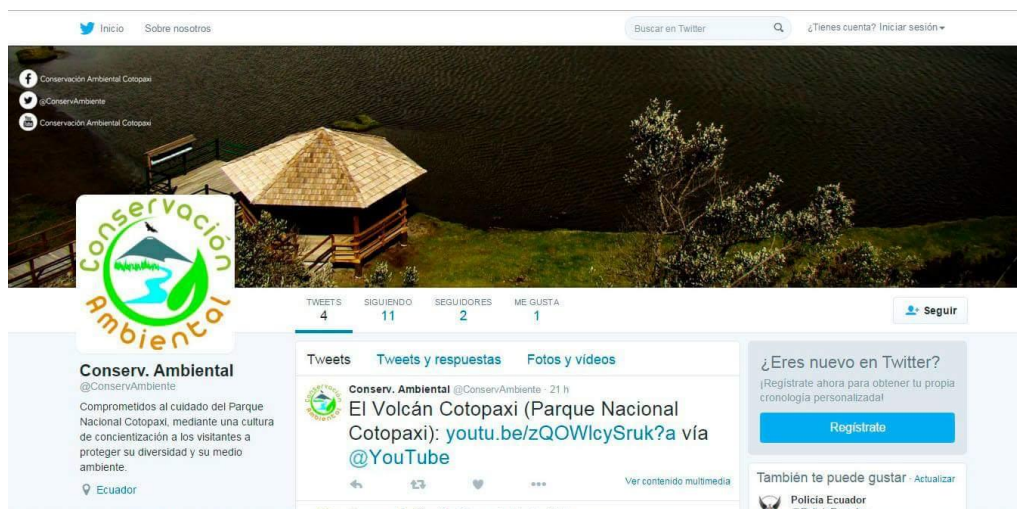 Inicio Sobre nosotros Buscar en Twitter ¿Tienes cuenta? Iniciar sesión
Conservación Ambiental Cotopaxi
@ConservAmbiente
Conservación Ambiental Cotopaxi
Conservación
Ambiental
TWEETS SIGUIENDO SEGUIDORES ME GUSTA
4 11 2 1
Seguir
Conserv. Ambiental
@ConservAmbiente
Comprometidos al cuidado del Parque
Nacional Cotopaxi, mediante una cultura
de concientización a los visitantes a
proteger su diversidad y su medio
ambiente.
Ecuador
Tweets Tweets y respuestas Fotos y vídeos
Conserv. Ambiental @ConservAmbiente · 21 h
El Volcán Cotopaxi (Parque Nacional
Cotopaxi): youtu.be/zQOWlcySruk?a vía
@YouTube
Ver contenido multimedia
¿Eres nuevo en Twitter?
¡Regístrate ahora para obtener tu propia
cronología personalizada!
Regístrate
También te puede gustar · Actualizar
Policía Ecuador